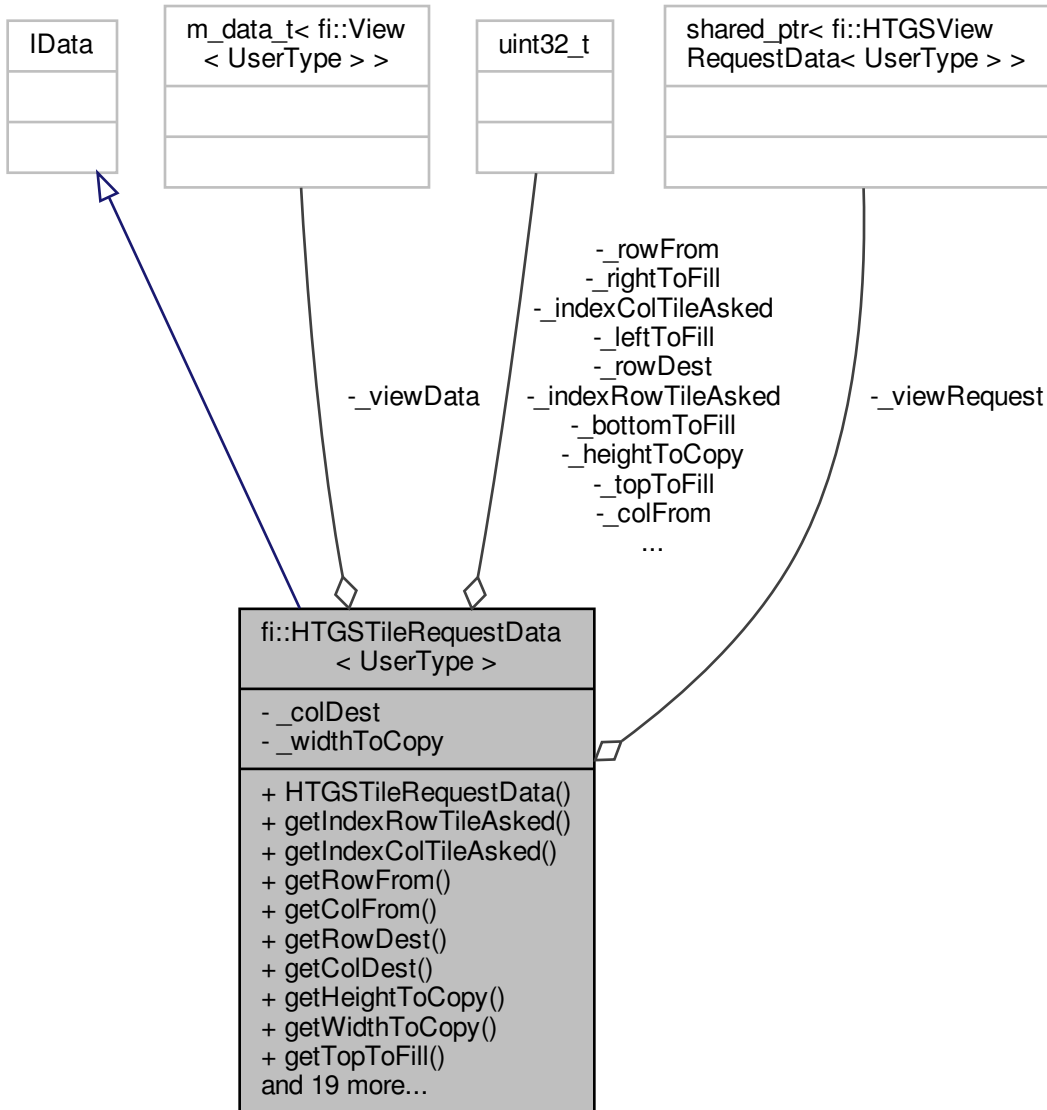 IData
m_data_t< fi::View
< UserType > >
uint32_t
shared_ptr< fi::HTGSView
RequestData< UserType > >
-_viewData
-_rowFrom
-_rightToFill
-_indexColTileAsked
-_leftToFill
-_rowDest
-_indexRowTileAsked
-_bottomToFill
-_heightToCopy
-_topToFill
-_colFrom
...
-_viewRequest
fi::HTGSTileRequestData
< UserType >
- _colDest
- _widthToCopy
+ HTGSTileRequestData()
+ getIndexRowTileAsked()
+ getIndexColTileAsked()
+ getRowFrom()
+ getColFrom()
+ getRowDest()
+ getColDest()
+ getHeightToCopy()
+ getWidthToCopy()
+ getTopToFill()
and 19 more...